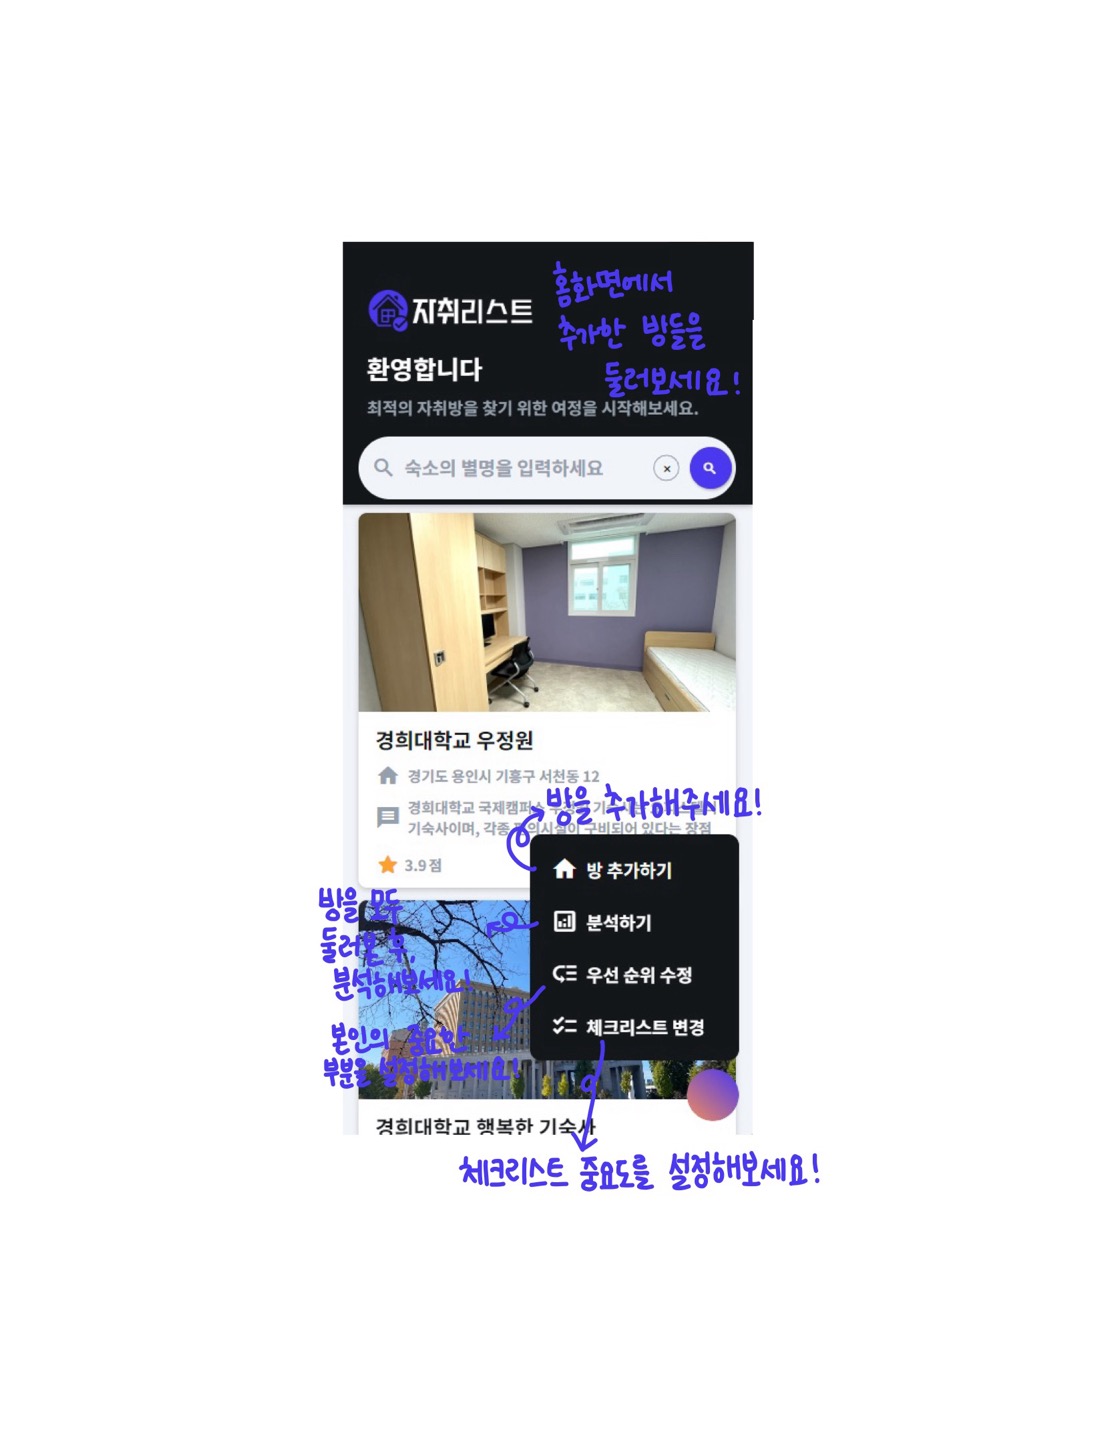 자취리스트
홈화면에서
추가한 방들을
둘러보세요!
환영합니다
최적의 자취방을 찾기 위한 여정을 시작해보세요.
숙소의 별명을 입력하세요
경희대학교 우정원
경기도 용인시 기흥구 서천동 12
방을 추가해주세요!
경희대학교 국제캠퍼스
기숙사이며, 각종 편의시설이 구비되어 있다는 장점
3.9점
방 추가하기
방을 모두
둘러본 후,
분석해보세요!
분석하기
우선 순위 수정
본인의 중요한
부분을 설정해보세요!
체크리스트 변경
경희대학교 행복한 기숙사
체크리스트 중요도를 설정해보세요!